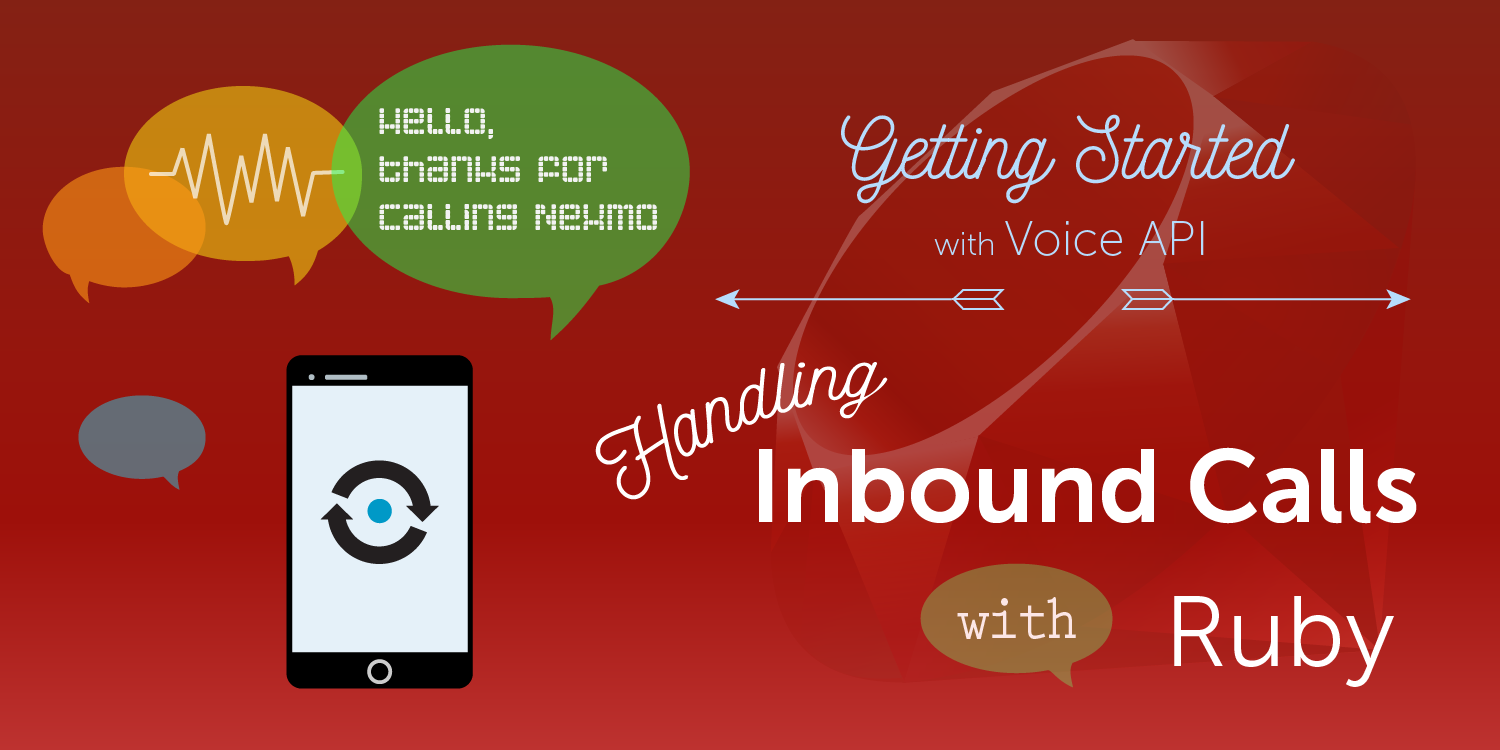 Hello,
thanks for
calling Nexmo
Getting Started
with Voice API
Handling
Inbound Calls
with Ruby